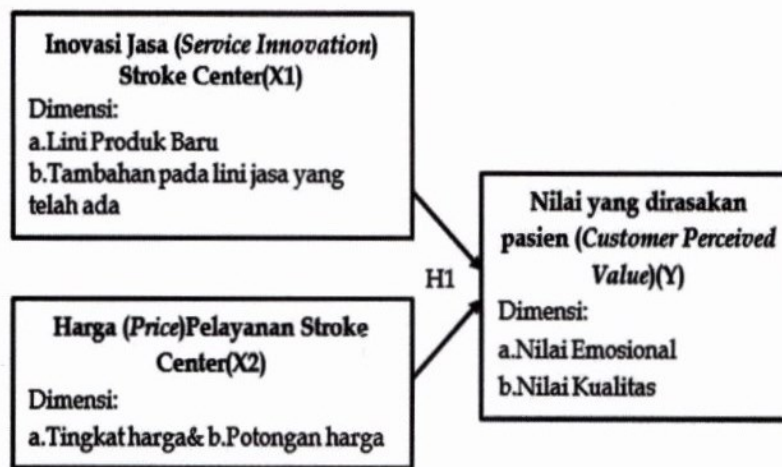 Inovasi Jasa (Service Innovation)
Stroke Center(X1)
Dimensi:
a.Lini Produk Baru
b.Tambahan pada lini jasa yang
telah ada
Nilai yang dirasakan
pasien (Customer Perceived
Value)(Y)
Dimensi:
a.Nilai Emosional
b.Nilai Kualitas
H1
Harga (Price)Pelayanan Stroke
Center(X2)
Dimensi:
a.Tingkat harga& b.Potongan harga